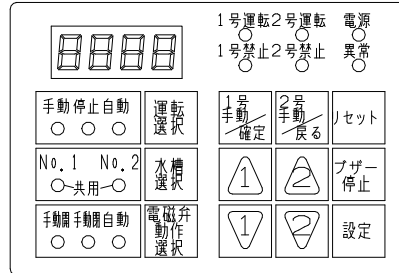 8888
1号運転2号運転 電源
1号禁止2号禁止 異常
手動停止自動
運転
選択
1号
手動
確定
2号
手動
戻る
リセット
No.1 No.2
共用
水槽
選択
1
2
ブザー
停止
手動開手動閉自動
電磁弁
動作
選択
1
2
設定